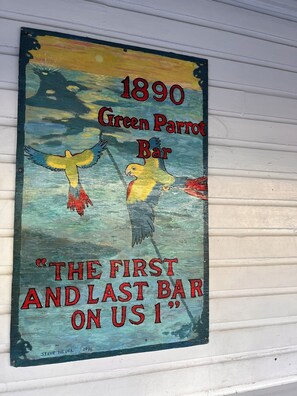 1890
Green Parrot
Bar
"THE FIRST
AND LAST BAR
ON US 1"